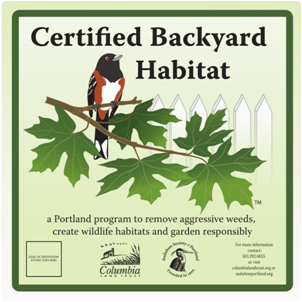 Certified Backyard
Habitat
TM
a Portland program to remove aggressive weeds,
create wildlife habitats and garden responsibly
Columbia
LAND TRUST
Audubon Society of Portland
Founded in 1902
For more information
contact:
503.292.6855
or visit
columbialandtrust.org or
audubonportland.org